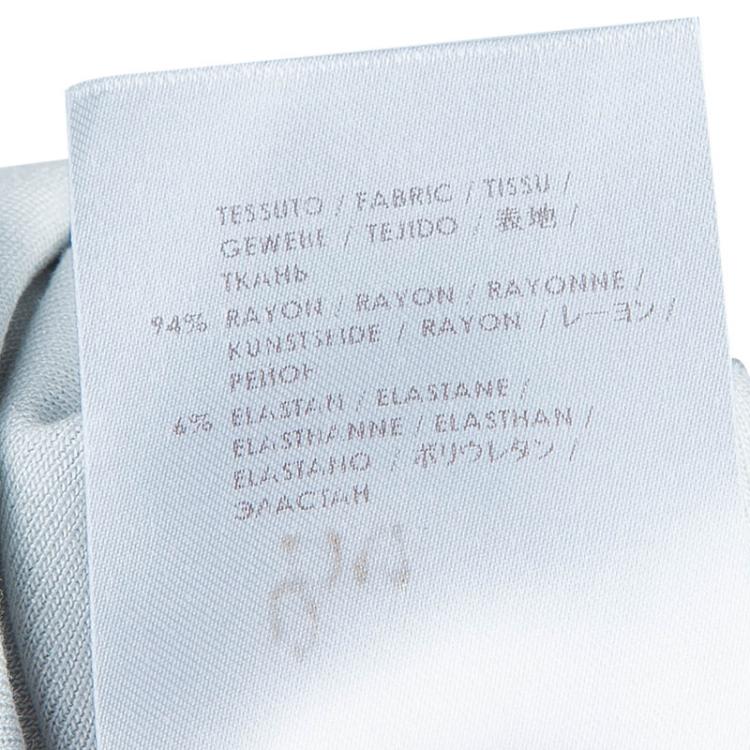 TESSUTO / FABRIC / TISSU /
GEWEBE / TEJIDO / 表地 /
ТКАНЬ
94% RAYON / RAYON / RAYONNE /
KUNSTSEIDE / RAYON / レーヨン /
РЕЙОН
6% ELASTAN / ELASTANE /
ELASTHANNE / ELASTHAN /
ELASTANO / ポリウレタン /
ЭЛАСТАН